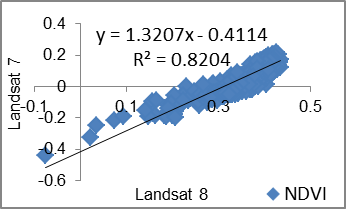 0.4
y = 1.3207x - 0.4114
R² = 0.8204
0.2
0
-0.1
0.1
0.3
0.5
-0.2
-0.4
-0.6
Landsat 7
Landsat 8
NDVI